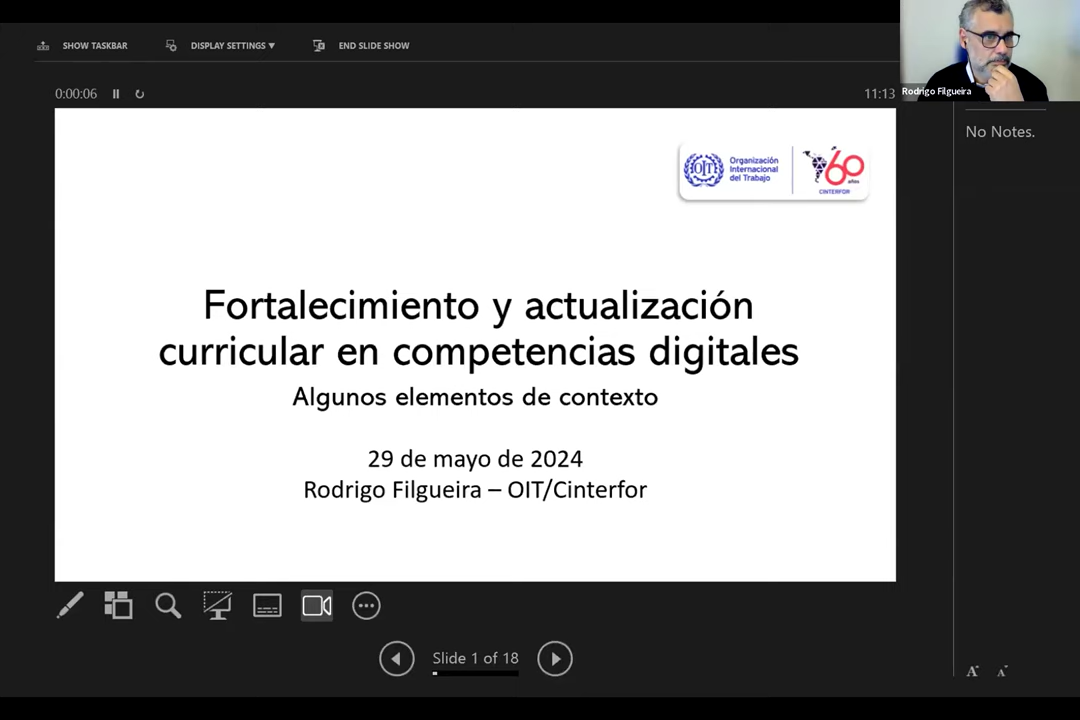 SHOW TASKBAR
DISPLAY SETTINGS ▼
END SLIDE SHOW
Rodrigo Filgueira
0:00:06
11:13
No Notes.
OIT
Organización
Internacional
del Trabajo
60
años
CINTERFOR
Fortalecimiento y actualización
curricular en competencias digitales
Algunos elementos de contexto
29 de mayo de 2024
Rodrigo Filgueira – OIT/Cinterfor
Slide 1 of 18
A A